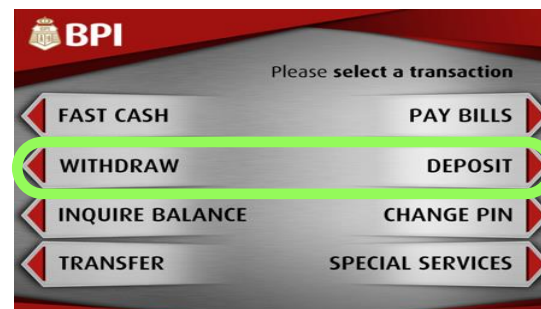 BPI
Please select a transaction
FAST CASH
PAY BILLS
WITHDRAW
DEPOSIT
INQUIRE BALANCE
CHANGE PIN
TRANSFER
SPECIAL SERVICES